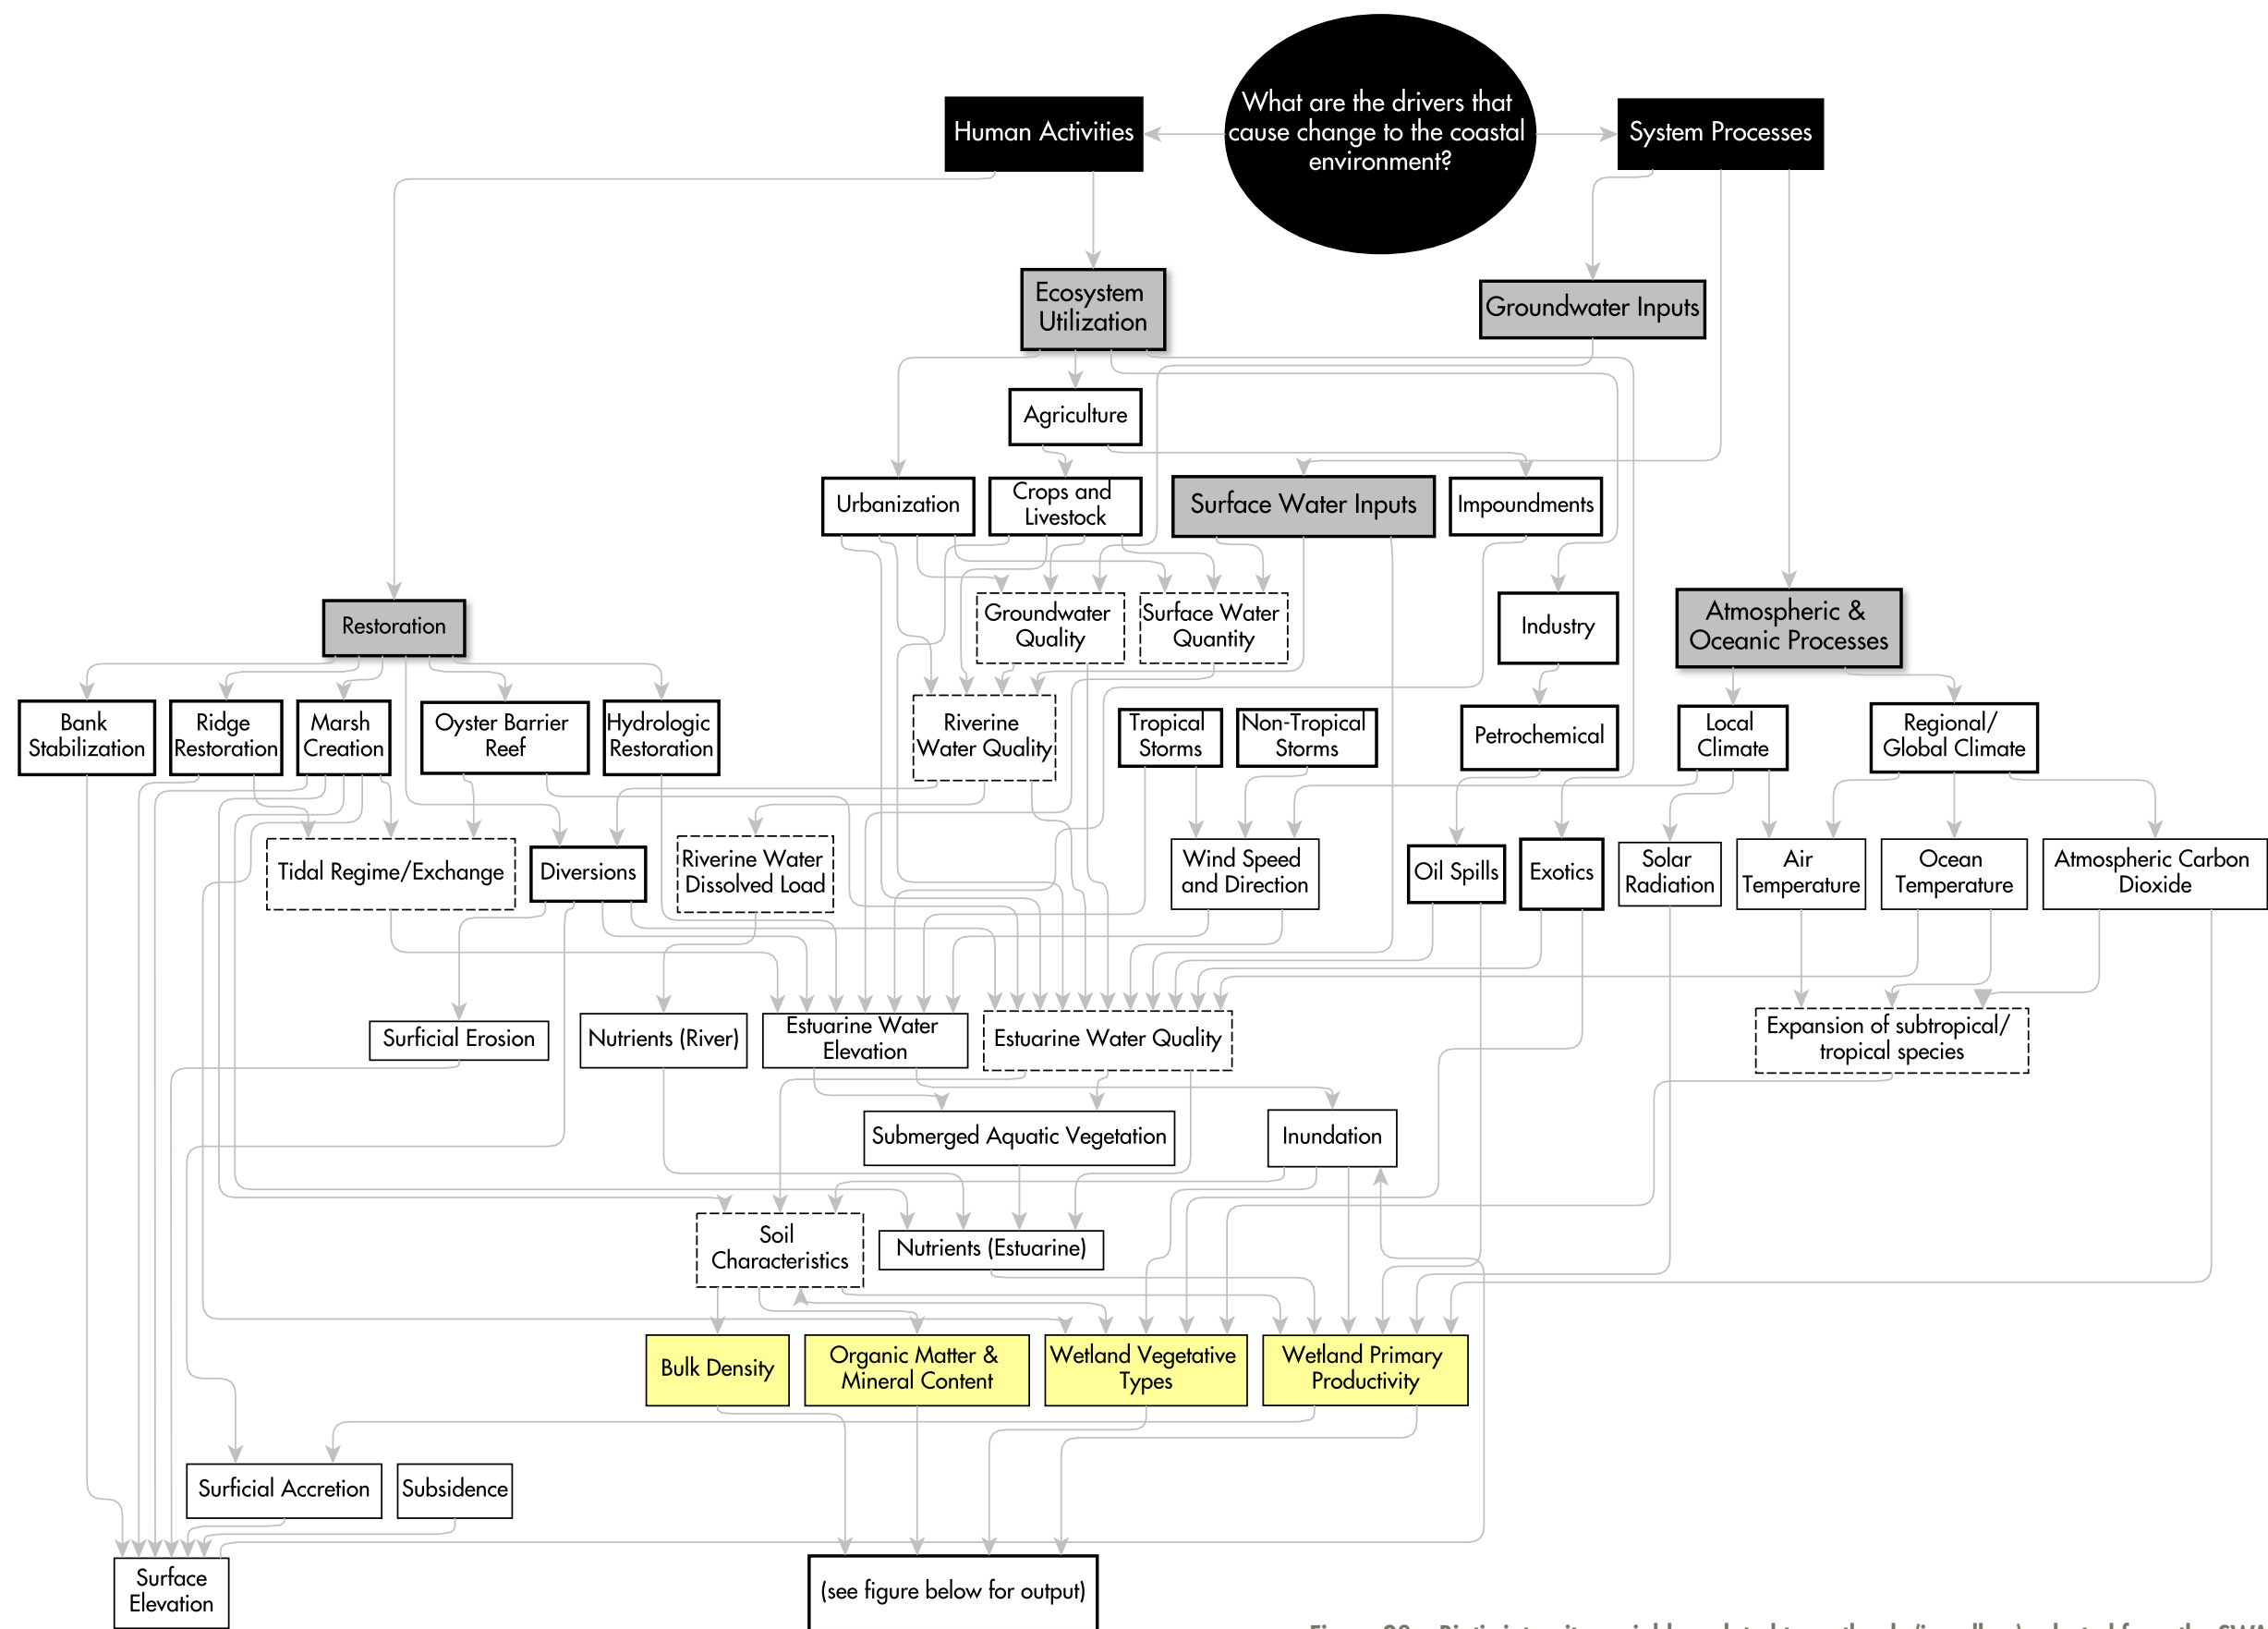 What are the drivers that
cause change to the coastal
environment?
Human Activities
System Processes
Ecosystem
Utilization
Groundwater Inputs
Agriculture
Urbanization
Crops and
Livestock
Surface Water Inputs
Impoundments
Restoration
Groundwater
Quality
Surface Water
Quantity
Industry
Atmospheric &
Oceanic Processes
Bank
Stabilization
Ridge
Restoration
Marsh
Creation
Oyster Barrier
Reef
Hydrologic
Restoration
Riverine
Water Quality
Tropical
Storms
Non-Tropical
Storms
Petrochemical
Local
Climate
Regional/
Global Climate
Tidal Regime/Exchange
Diversions
Riverine Water
Dissolved Load
Wind Speed
and Direction
Oil Spills
Exotics
Solar
Radiation
Air
Temperature
Ocean
Temperature
Atmospheric Carbon
Dioxide
Surficial Erosion
Nutrients (River)
Estuarine Water
Elevation
Estuarine Water Quality
Expansion of subtropical/
tropical species
Submerged Aquatic Vegetation
Inundation
Soil
Characteristics
Nutrients (Estuarine)
Bulk Density
Organic Matter &
Mineral Content
Wetland Vegetative
Types
Wetland Primary
Productivity
Surficial Accretion
Subsidence
Surface
Elevation
(see figure below for output)